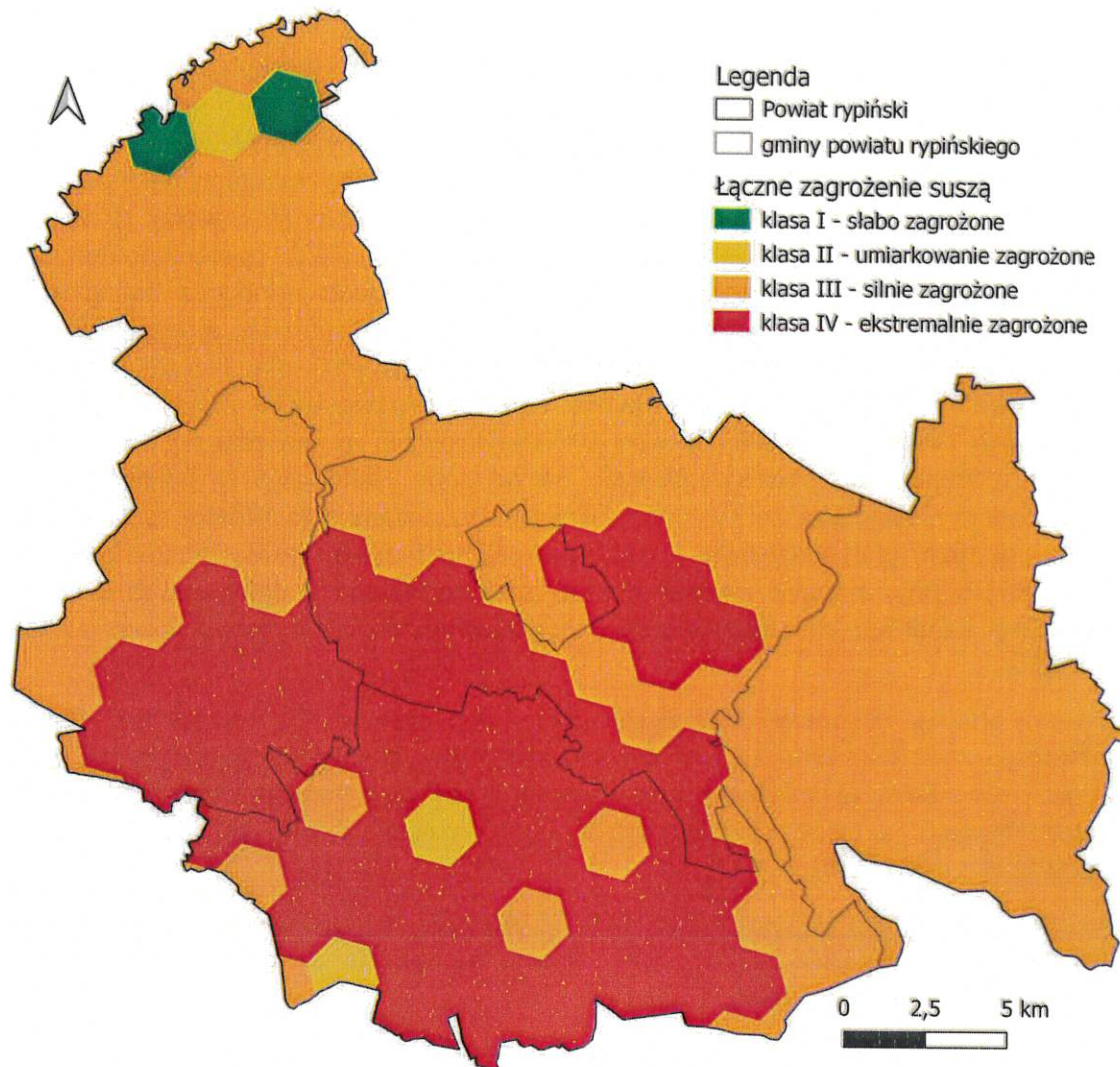 Legenda
Powiat rypiński
gminy powiatu rypińskiego
Łączne zagrożenie suszą
klasa I - słabo zagrożone
klasa II - umiarkowanie zagrożone
klasa III - silnie zagrożone
klasa IV - ekstremalnie zagrożone
0 2,5 5 km